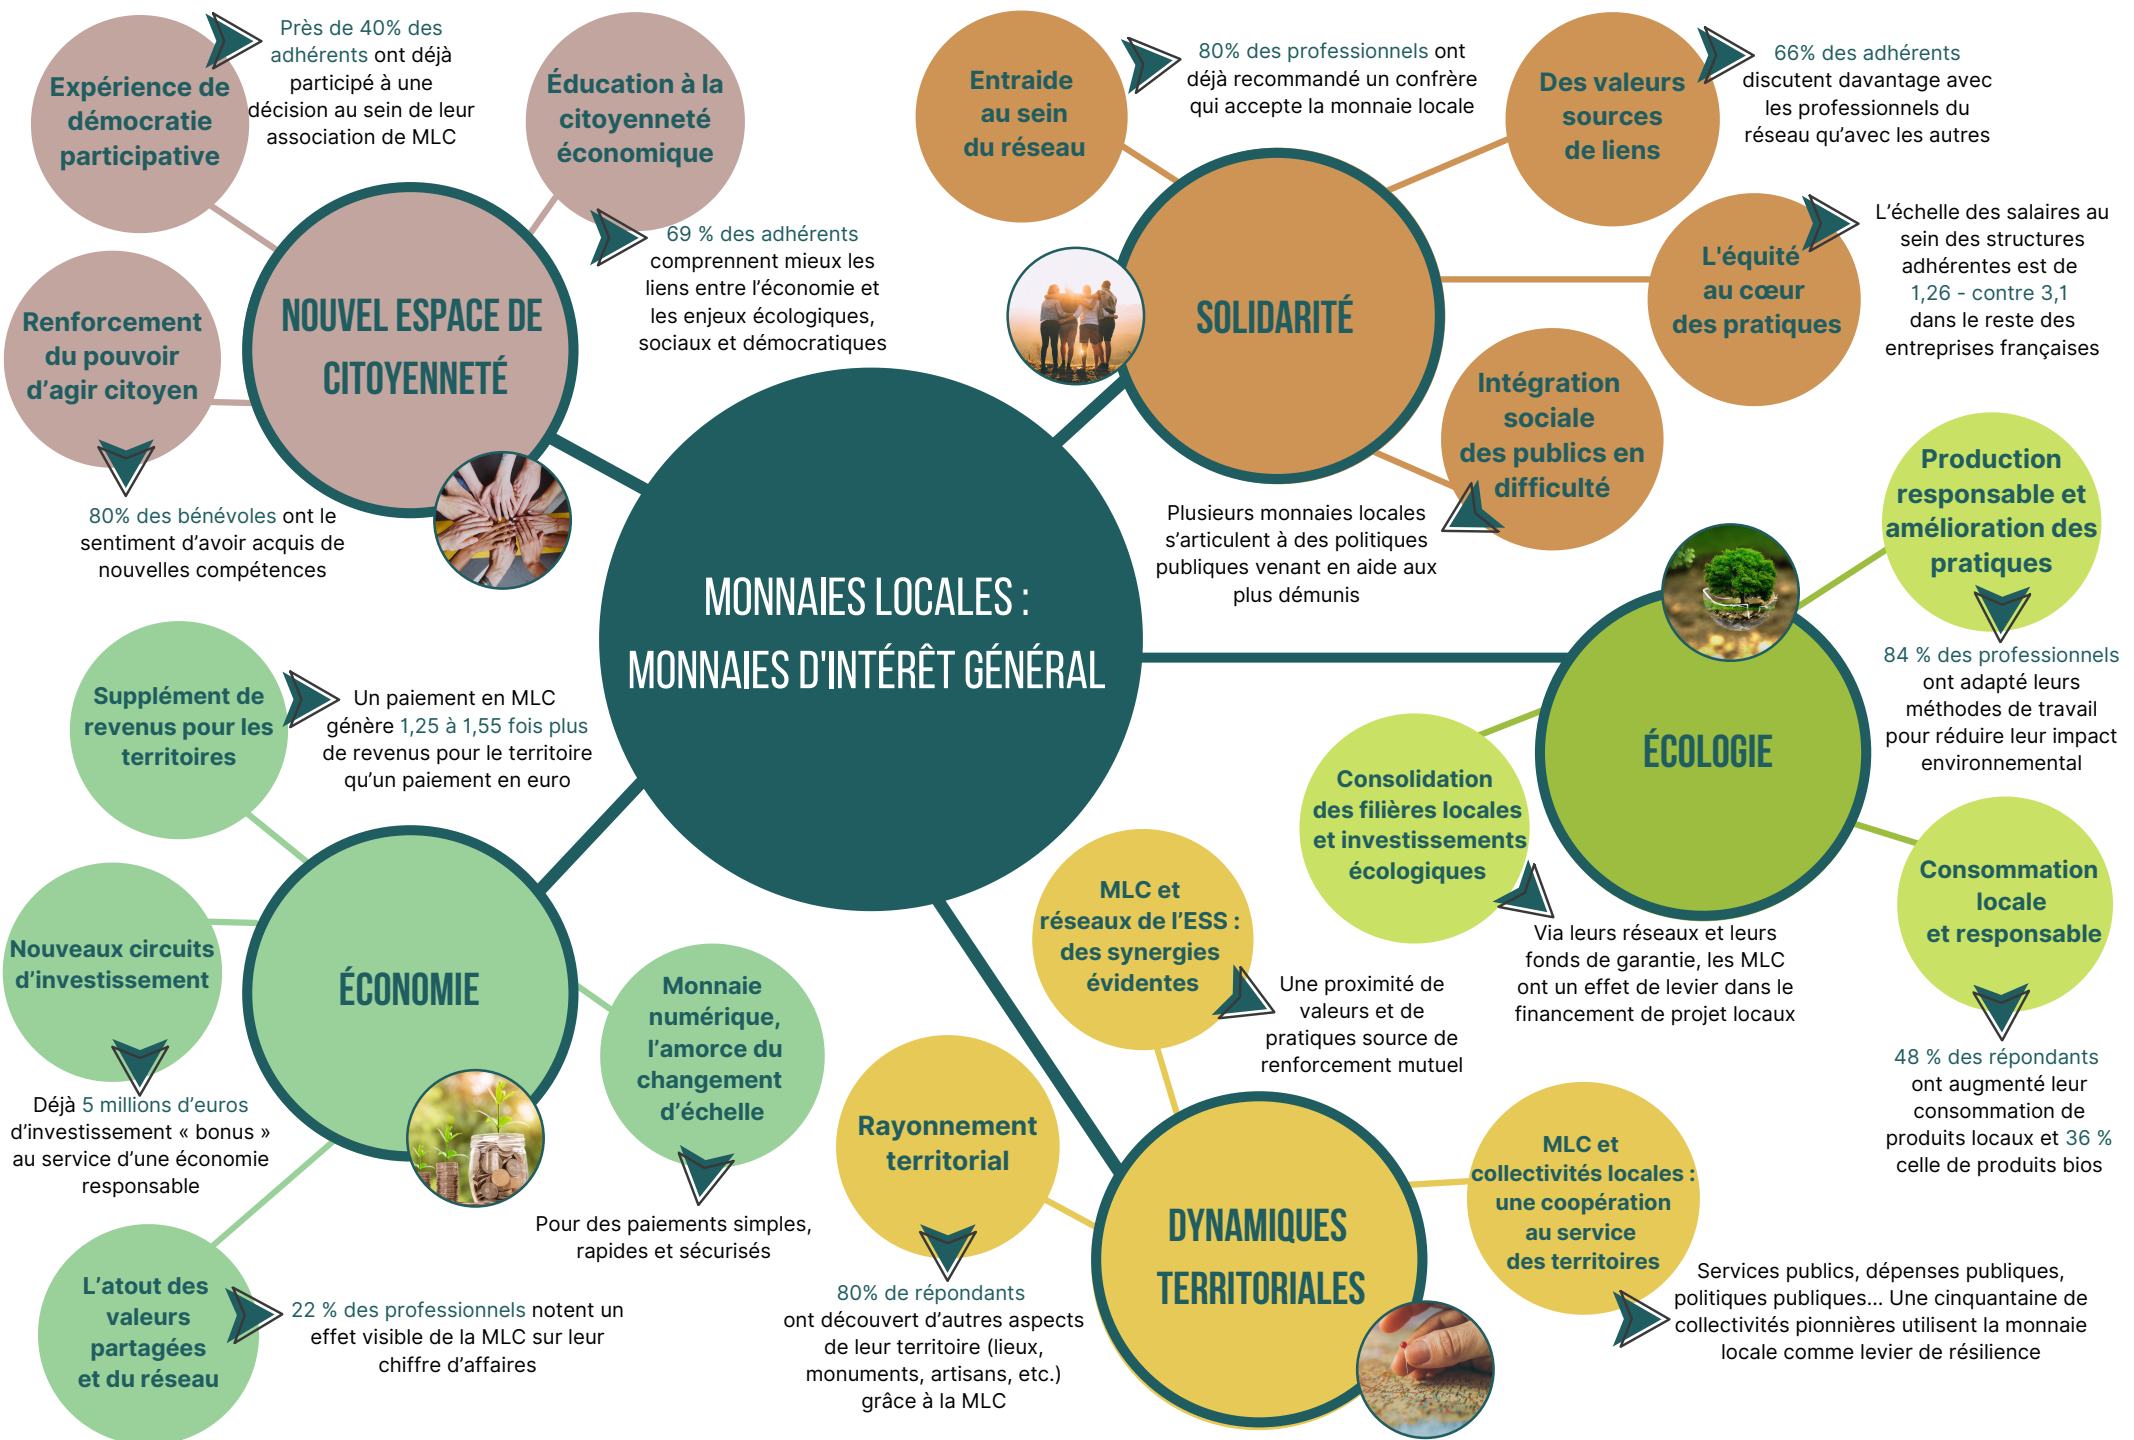 MONNAIES LOCALES :
MONNAIES D'INTÉRÊT GÉNÉRAL
NOUVEL ESPACE DE
CITOYENNETÉ
Expérience de
démocratie
participative
Près de 40% des
adhérents ont déjà
participé à une
décision au sein de leur
association de MLC
Éducation à la
citoyenneté
économique
69 % des adhérents
comprennent mieux les
liens entre l’économie et
les enjeux écologiques,
sociaux et démocratiques
Renforcement
du pouvoir
d’agir citoyen
80% des bénévoles ont le
sentiment d’avoir acquis de
nouvelles compétences
SOLIDARITÉ
Entraide
au sein
du réseau
80% des professionnels ont
déjà recommandé un confrère
qui accepte la monnaie locale
Des valeurs
sources
de liens
66% des adhérents
discutent davantage avec
les professionnels du
réseau qu’avec les autres
L'équité
au cœur
des pratiques
L’échelle des salaires au
sein des structures
adhérentes est de
1,26 - contre 3,1
dans le reste des
entreprises françaises
Intégration
sociale
des publics en
difficulté
Plusieurs monnaies locales
s’articulent à des politiques
publiques venant en aide aux
plus démunis
ÉCOLOGIE
Production
responsable et
amélioration des
pratiques
84 % des professionnels
ont adapté leurs
méthodes de travail
pour réduire leur impact
environnemental
Consolidation
des filières locales
et investissements
écologiques
Via leurs réseaux et leurs
fonds de garantie, les MLC
ont un effet de levier dans le
financement de projet locaux
Consommation
locale
et responsable
48 % des répondants
ont augmenté leur
consommation de
produits locaux et 36 %
celle de produits bios
ÉCONOMIE
Supplément de
revenus pour les
territoires
Un paiement en MLC
génère 1,25 à 1,55 fois plus
de revenus pour le territoire
qu’un paiement en euro
Nouveaux circuits
d’investissement
Déjà 5 millions d’euros
d’investissement « bonus »
au service d’une économie
responsable
Monnaie
numérique,
l’amorce du
changement
d’échelle
Pour des paiements simples,
rapides et sécurisés
L’atout des
valeurs
partagées
et du réseau
22 % des professionnels notent un
effet visible de la MLC sur leur
chiffre d’affaires
DYNAMIQUES
TERRITORIALES
MLC et
réseaux de l’ESS :
des synergies
évidentes
Une proximité de
valeurs et de
pratiques source de
renforcement mutuel
Rayonnement
territorial
80% de répondants
ont découvert d’autres aspects
de leur territoire (lieux,
monuments, artisans, etc.)
grâce à la MLC
MLC et
collectivités locales :
une coopération
au service
des territoires
Services publics, dépenses publiques,
politiques publiques... Une cinquantaine de
collectivités pionnières utilisent la monnaie
locale comme levier de résilience